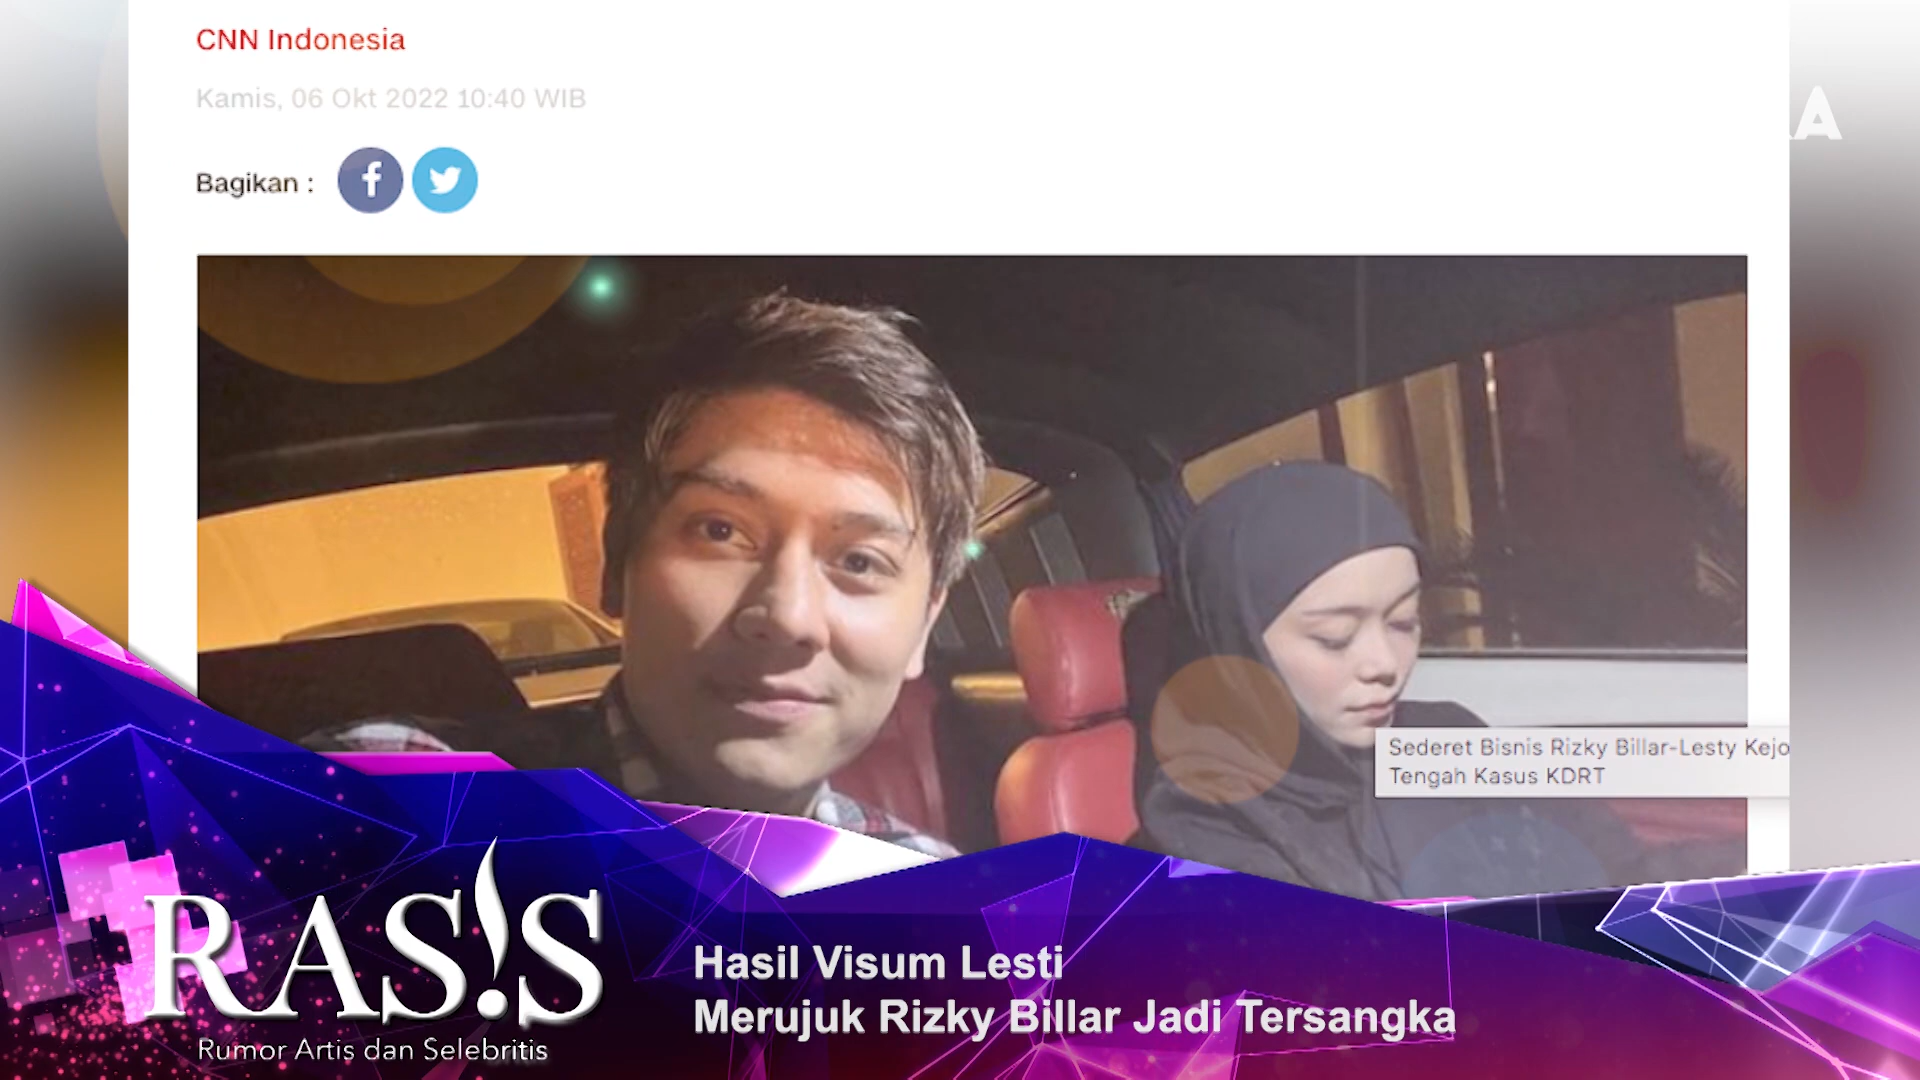 CNN Indonesia
Kamis, 06 Okt 2022 10:40 WIB
Bagikan :
Sederet Bisnis Rizky Billar-Lesty Kejo
Tengah Kasus KDRT
RAS!S
Rumor Artis dan Selebritis
Hasil Visum Lesti
Merujuk Rizky Billar Jadi Tersangka